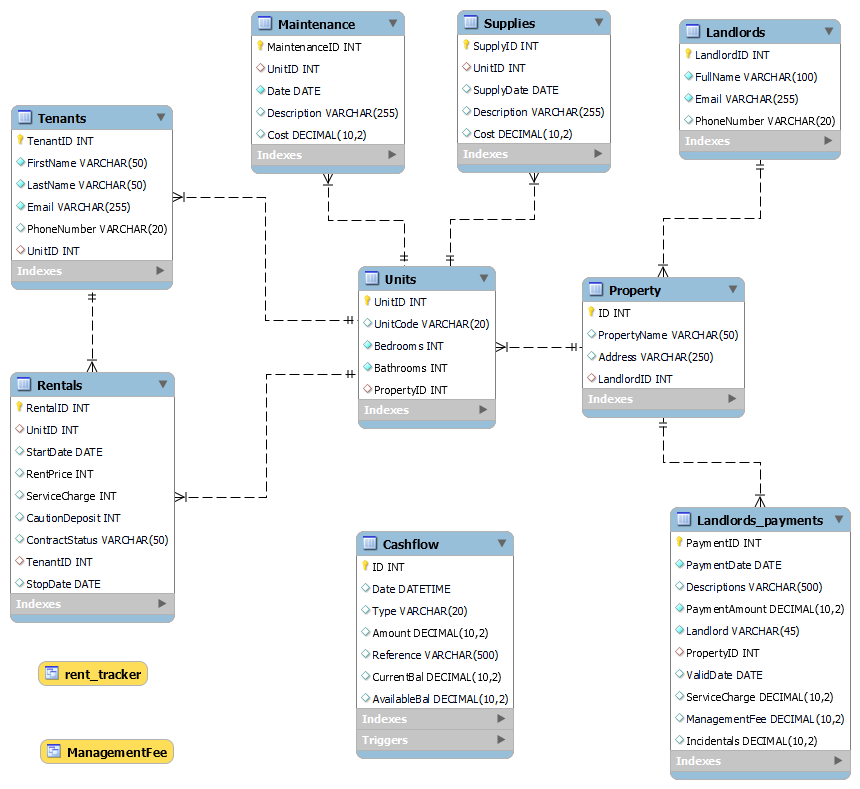 Maintenance
MaintenanceID INT
UnitID INT
Date DATE
Description VARCHAR(255)
Cost DECIMAL(10,2)
Indexes
Supplies
SupplyID INT
UnitID INT
SupplyDate DATE
Description VARCHAR(255)
Cost DECIMAL(10,2)
Indexes
Landlords
LandlordID INT
FullName VARCHAR(100)
Email VARCHAR(255)
PhoneNumber VARCHAR(20)
Indexes
Tenants
TenantID INT
FirstName VARCHAR(50)
LastName VARCHAR(50)
Email VARCHAR(255)
PhoneNumber VARCHAR(20)
UnitID INT
Indexes
Units
UnitID INT
UnitCode VARCHAR(20)
Bedrooms INT
Bathrooms INT
PropertyID INT
Indexes
Property
ID INT
PropertyName VARCHAR(50)
Address VARCHAR(250)
LandlordID INT
Indexes
Rentals
RentalID INT
UnitID INT
StartDate DATE
RentPrice INT
ServiceCharge INT
CautionDeposit INT
ContractStatus VARCHAR(50)
TenantID INT
StopDate DATE
Indexes
Cashflow
ID INT
Date DATETIME
Type VARCHAR(20)
Amount DECIMAL(10,2)
Reference VARCHAR(500)
CurrentBal DECIMAL(10,2)
AvailableBal DECIMAL(10,2)
Indexes
Triggers
Landlords_payments
PaymentID INT
PaymentDate DATE
Descriptions VARCHAR(500)
PaymentAmount DECIMAL(10,2)
Landlord VARCHAR(45)
PropertyID INT
ValidDate DATE
ServiceCharge DECIMAL(10,2)
ManagementFee DECIMAL(10,2)
Incidentals DECIMAL(10,2)
Indexes
rent_tracker
ManagementFee